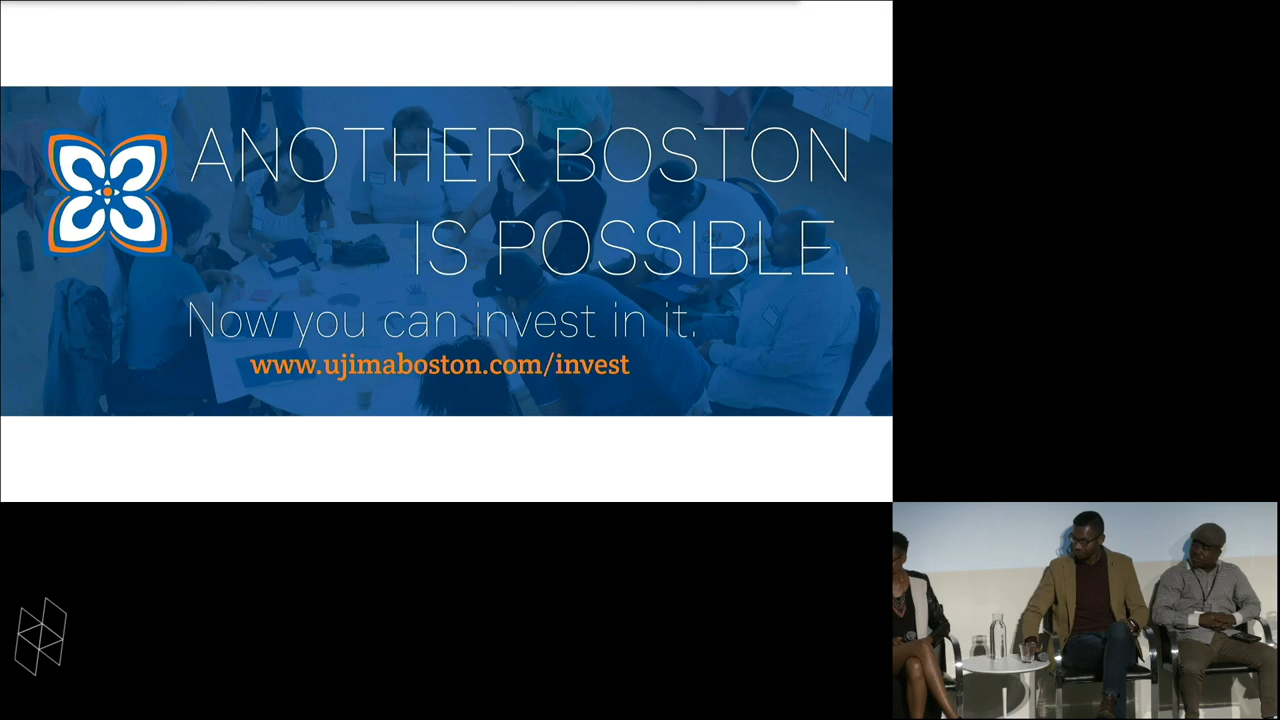 ANOTHER BOSTON
IS POSSIBLE.
Now you can invest in it.
www.ujimaboston.com/invest